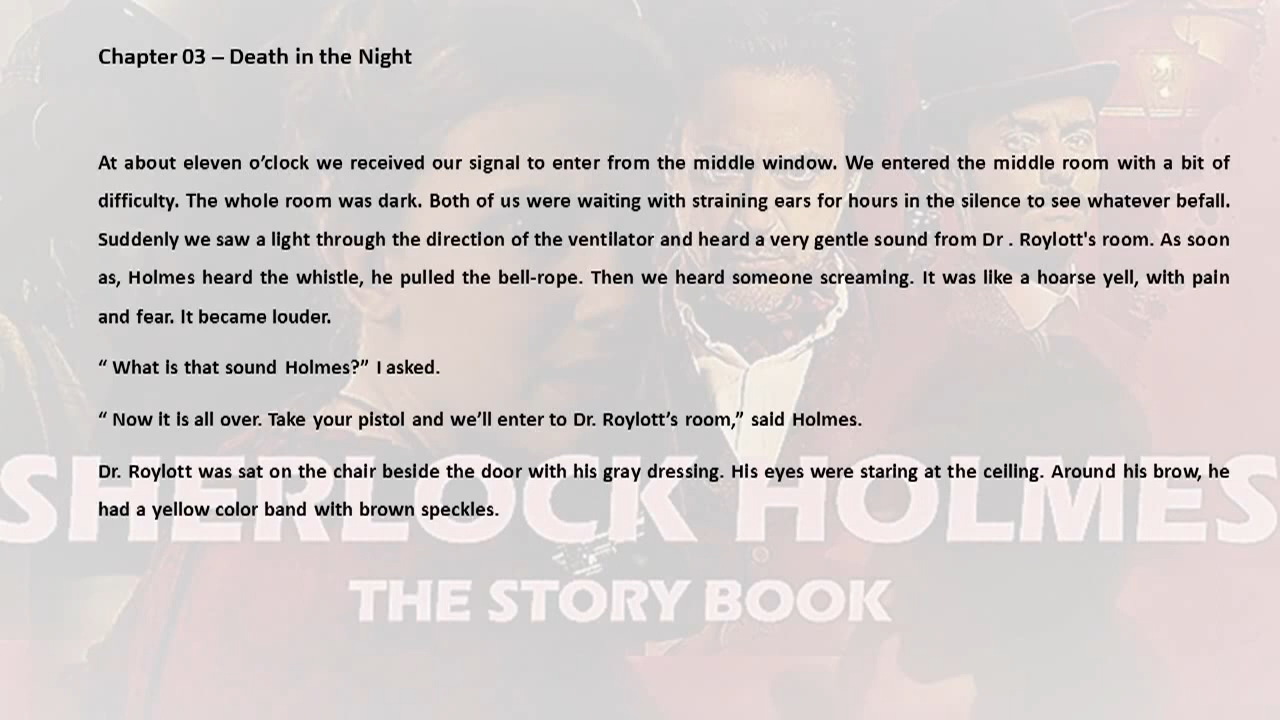 Chapter 03 – Death in the Night
At about eleven o’clock we received our signal to enter from the middle window. We entered the middle room with a bit of
difficulty. The whole room was dark. Both of us were waiting with straining ears for hours in the silence to see whatever befall.
Suddenly we saw a light through the direction of the ventilator and heard a very gentle sound from Dr . Roylott's room. As soon
as, Holmes heard the whistle, he pulled the bell-rope. Then we heard someone screaming. It was like a hoarse yell, with pain
and fear. It became louder.
“ What is that sound Holmes?” I asked.
“ Now it is all over. Take your pistol and we’ll enter to Dr. Roylott’s room,” said Holmes.
Dr. Roylott was sat on the chair beside the door with his gray dressing. His eyes were staring at the ceiling. Around his brow, he
had a yellow color band with brown speckles.
SHERLOCK HOLMES
THE STORY BOOK